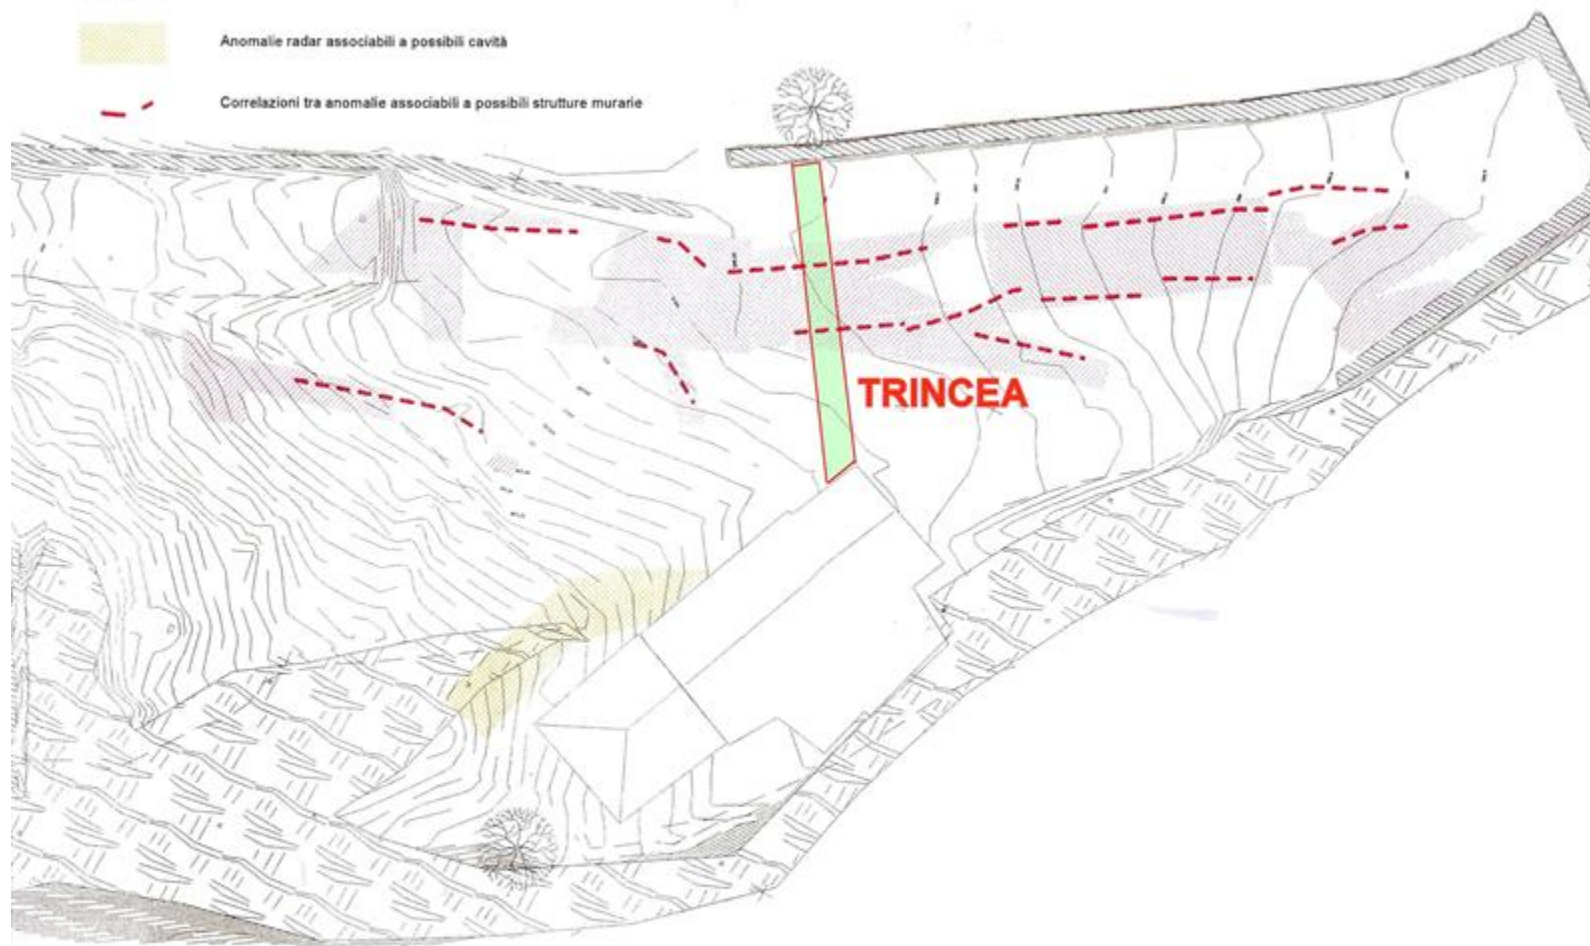 Anomalie radar associabili a possibili cavità
Correlazioni tra anomalie associabili a possibili strutture murarie
TRINCEA